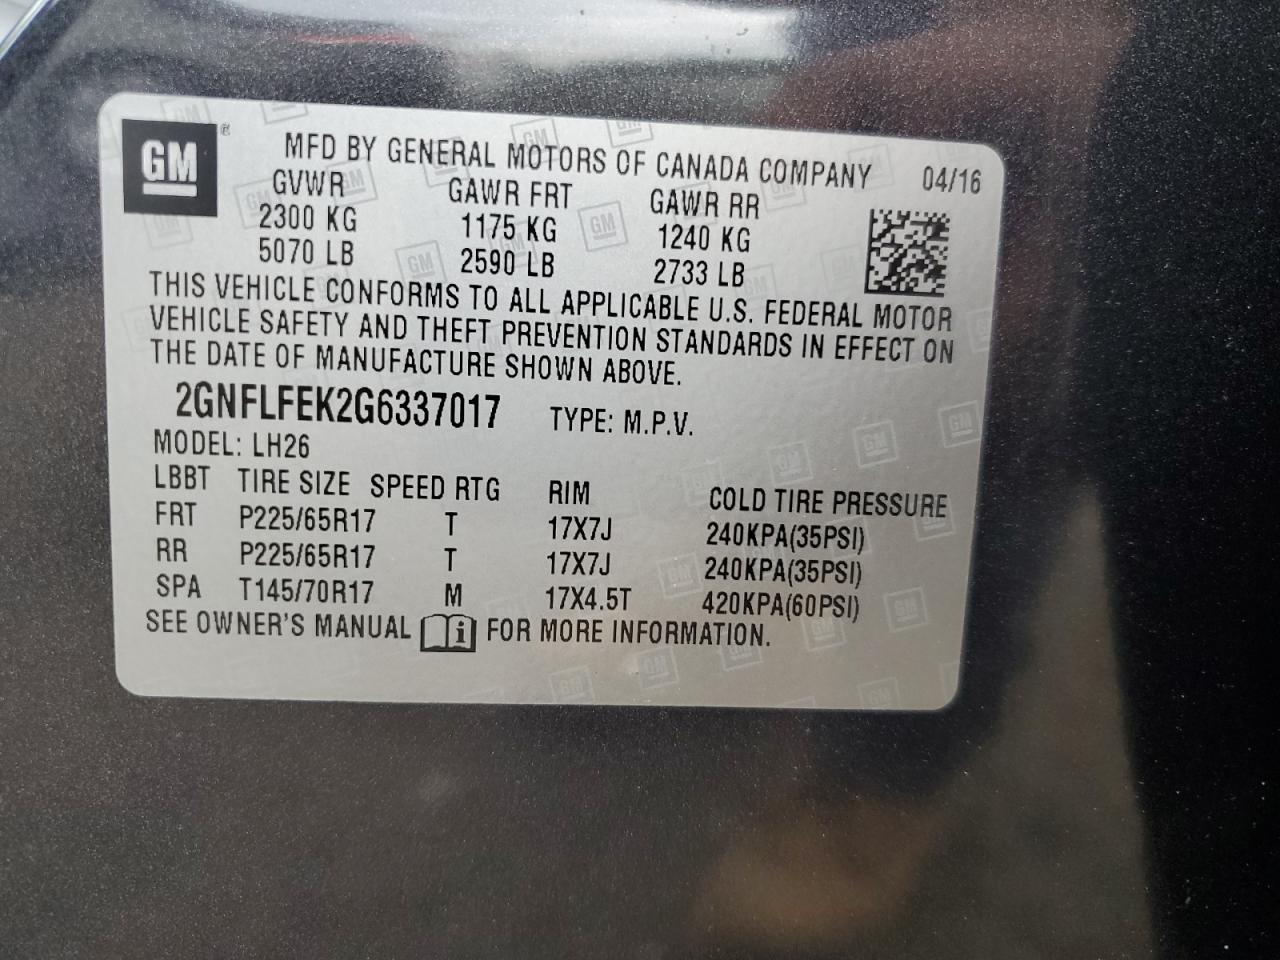 GM ®
MFD BY GENERAL MOTORS OF CANADA COMPANY 04/16
GVWR GAWR FRT GAWR RR
2300 KG 1175 KG 1240 KG
5070 LB 2590 LB 2733 LB
THIS VEHICLE CONFORMS TO ALL APPLICABLE U.S. FEDERAL MOTOR
VEHICLE SAFETY AND THEFT PREVENTION STANDARDS IN EFFECT ON
THE DATE OF MANUFACTURE SHOWN ABOVE.
2GNFLFEK2G6337017 TYPE: M.P.V.
MODEL: LH26
LBBT TIRE SIZE SPEED RTG RIM COLD TIRE PRESSURE
FRT P225/65R17 T 17X7J 240KPA(35PSI)
RR P225/65R17 T 17X7J 240KPA(35PSI)
SPA T145/70R17 M 17X4.5T 420KPA(60PSI)
SEE OWNER'S MANUAL i FOR MORE INFORMATION.